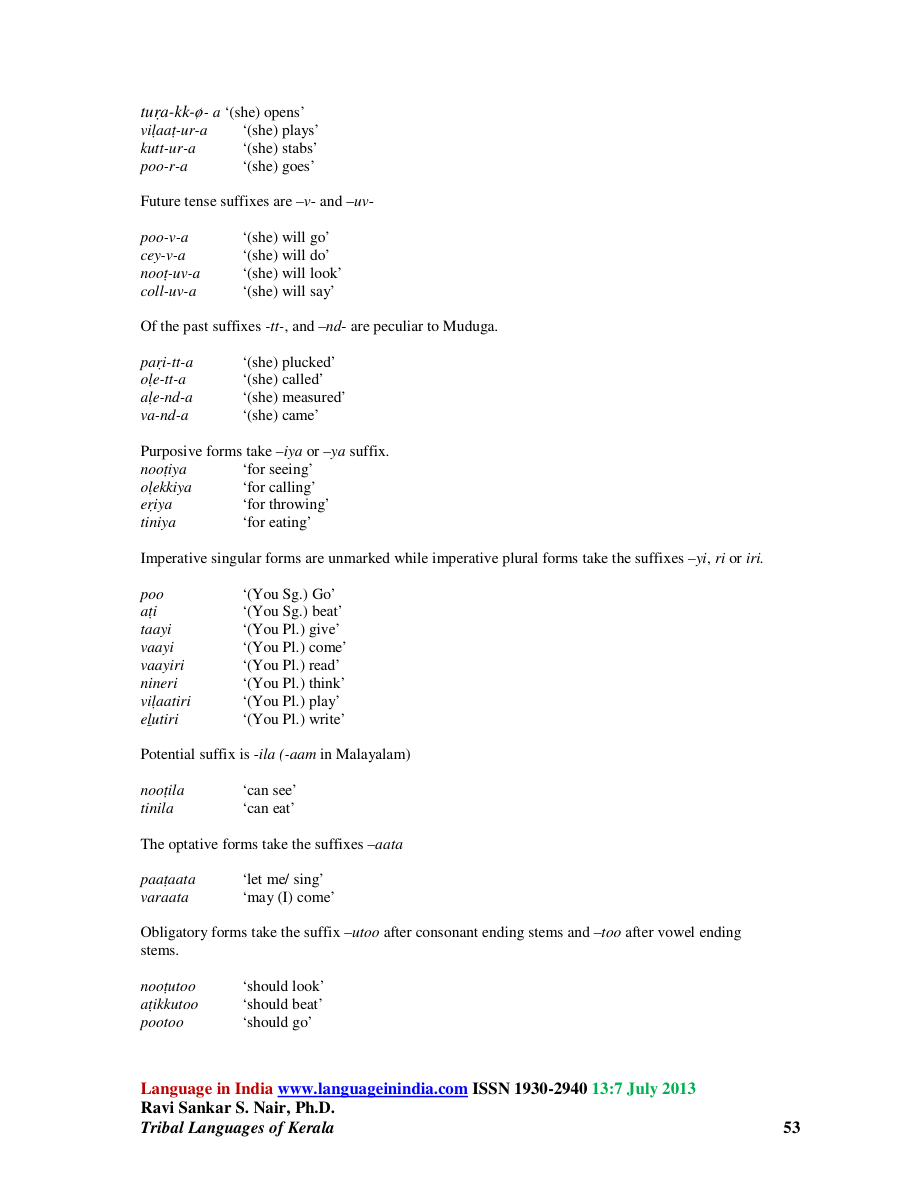 tuṛa-kk-ø- a ‘(she) opens’
viḷaaṭ-ur-a ‘(she) plays’
kutt-ur-a ‘(she) stabs’
poo-r-a ‘(she) goes’
Future tense suffixes are –v- and –uv-
poo-v-a ‘(she) will go’
cey-v-a ‘(she) will do’
nooṭ-uv-a ‘(she) will look’
coll-uv-a ‘(she) will say’
Of the past suffixes -tt-, and –nd- are peculiar to Muduga.
paṛi-tt-a ‘(she) plucked’
oḷe-tt-a ‘(she) called’
aḷe-nd-a ‘(she) measured’
va-nd-a ‘(she) came’
Purposive forms take –iya or –ya suffix.
nooṭiya ‘for seeing’
oḷekkiya ‘for calling’
eṛiya ‘for throwing’
tiniya ‘for eating’
Imperative singular forms are unmarked while imperative plural forms take the suffixes –yi, ri or iri.
poo ‘(You Sg.) Go’
aṭi ‘(You Sg.) beat’
taayi ‘(You Pl.) give’
vaayi ‘(You Pl.) come’
vaayiri ‘(You Pl.) read’
nineri ‘(You Pl.) think’
viḷaatiri ‘(You Pl.) play’
eḻutiri ‘(You Pl.) write’
Potential suffix is -ila (-aam in Malayalam)
nooṭila ‘can see’
tinila ‘can eat’
The optative forms take the suffixes –aata
paaṭaata ‘let me/ sing’
varaata ‘may (I) come’
Obligatory forms take the suffix –utoo after consonant ending stems and –too after vowel ending
stems.
nooṭutoo ‘should look’
aṭikkutoo ‘should beat’
pootoo ‘should go’
Language in India www.languageinindia.com ISSN 1930-2940 13:7 July 2013
Ravi Sankar S. Nair, Ph.D.
Tribal Languages of Kerala 53